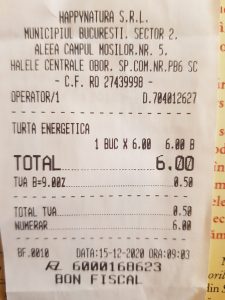 HAPPYNATURA S.R.L.
MUNICIPIUL BUCURESTI. SECTOR 2.
ALEEA CAMPUL MOSILOR.NR. 5.
HALELE CENTRALE OBOR. SP.COM.NR.PB6 SC
- C.F. RO 27439998 -
OPERATOR/1 D.704012627
TURTA ENERGETICA
1 BUC X 6.00 6.00 B
TOTAL 6.00
TVA B=9.00% 0.50
TOTAL TVA 0.50
NUMERAR 6.00
BF.0010 DATA:15-12-2020 ORA:09:03
6000168623
BON FISCAL